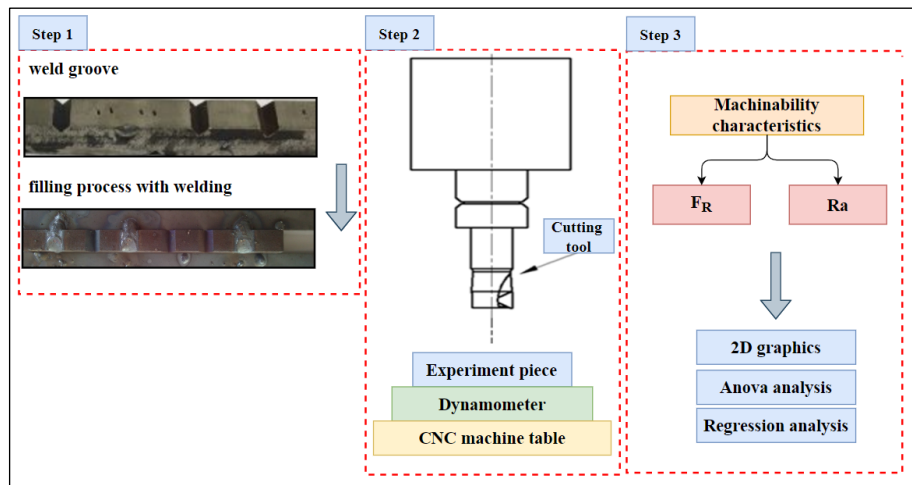 Step 1
weld groove
filling process with welding
Step 2
Cutting
tool
Experiment piece
Dynamometer
CNC machine table
Step 3
Machinability
characteristics
FR
Ra
2D graphics
Anova analysis
Regression analysis